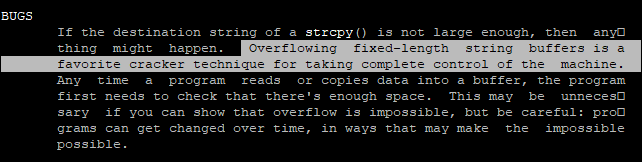 BUGS
If the destination string of a strcpy() is not large enough, then any□
thing might happen. Overflowing fixed-length string buffers is a
favorite cracker technique for taking complete control of the machine.
Any time a program reads or copies data into a buffer, the program
first needs to check that there's enough space. This may be unneces□
sary if you can show that overflow is impossible, but be careful: pro□
grams can get changed over time, in ways that may make the impossible
possible.